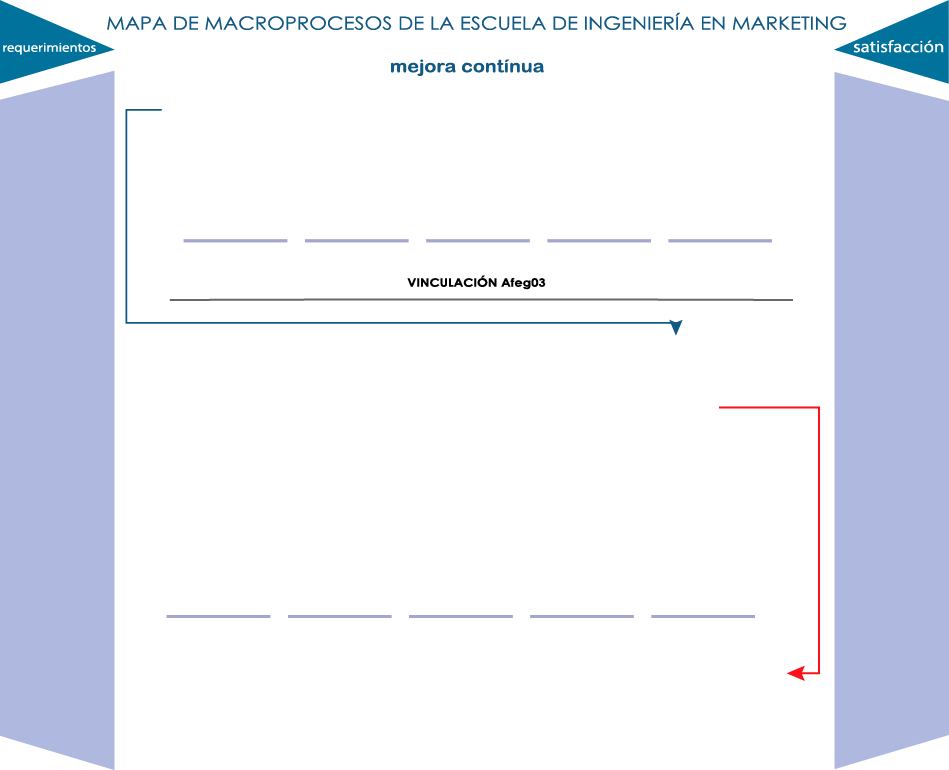 MAPA DE MACROPROCESOS DE LA ESCUELA DE INGENIERÍA EN MARKETING
requerimientos
satisfacción
mejora contínua
VINCULACIÓN Afeg03